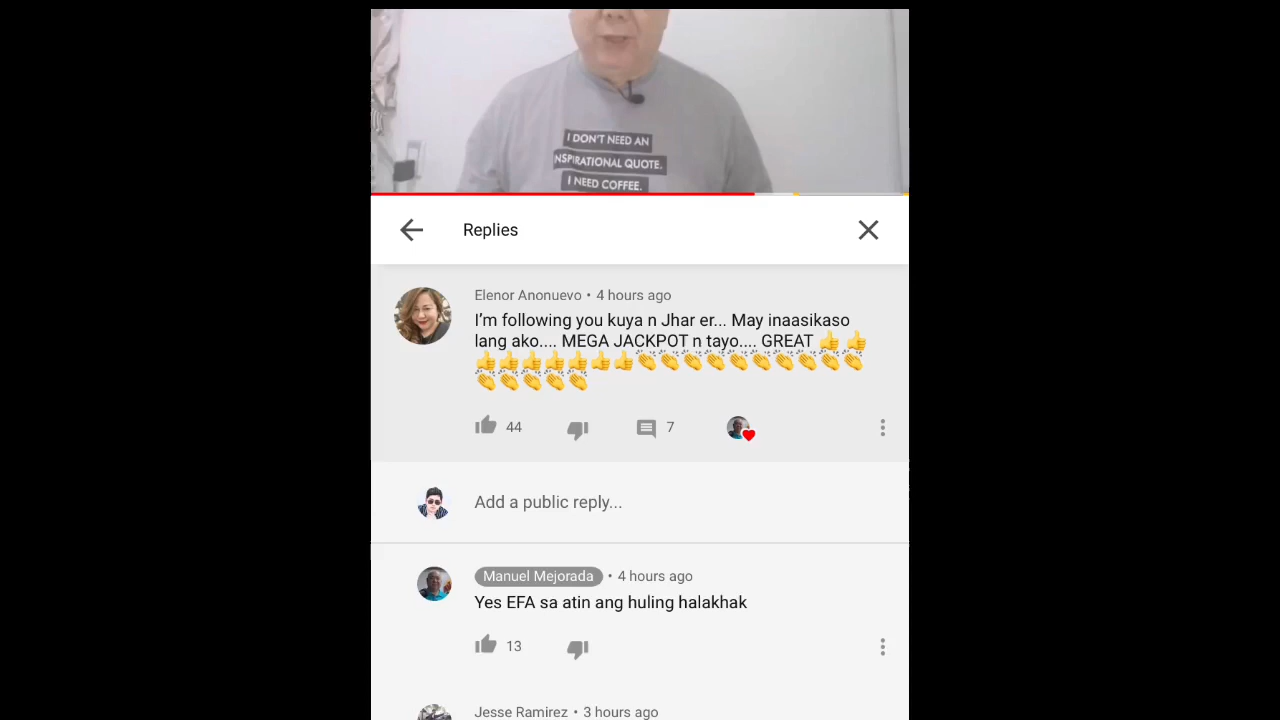 I DON'T NEED AN
NSPIRATIONAL QUOTE.
I NEED COFFEE.
Replies
Elenor Anonuevo • 4 hours ago
I'm following you kuya n Jhar er... May inaasikaso
lang ako.... MEGA JACKPOT n tayo.... GREAT 👍👍
👍👍👍👍👍👍👍👏👏👏👏👏👏👏👏👏👏
👏👏👏👏👏
44
7
Add a public reply...
Manuel Mejorada • 4 hours ago
Yes EFA sa atin ang huling halakhak
13
Jesse Ramirez • 3 hours ago